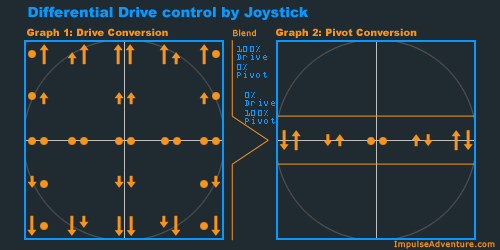 Differential Drive control by Joystick
Graph 1: Drive Conversion
Blend
Graph 2: Pivot Conversion
100%
Drive
0%
Pivot
0%
Drive
100%
Pivot
ImpulseAdventure.com